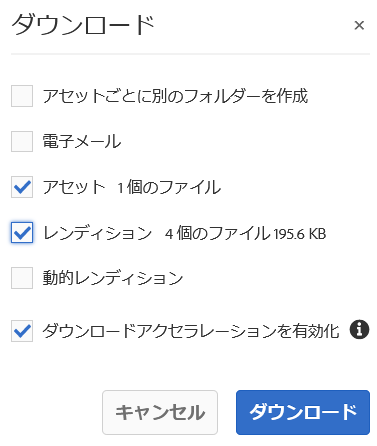 ダウンロード ×
アセットごとに別のフォルダーを作成
電子メール
アセット 1 個のファイル
レンディション 4 個のファイル 195.6 KB
動的レンディション
ダウンロードアクセラレーションを有効化
キャンセル ダウンロード